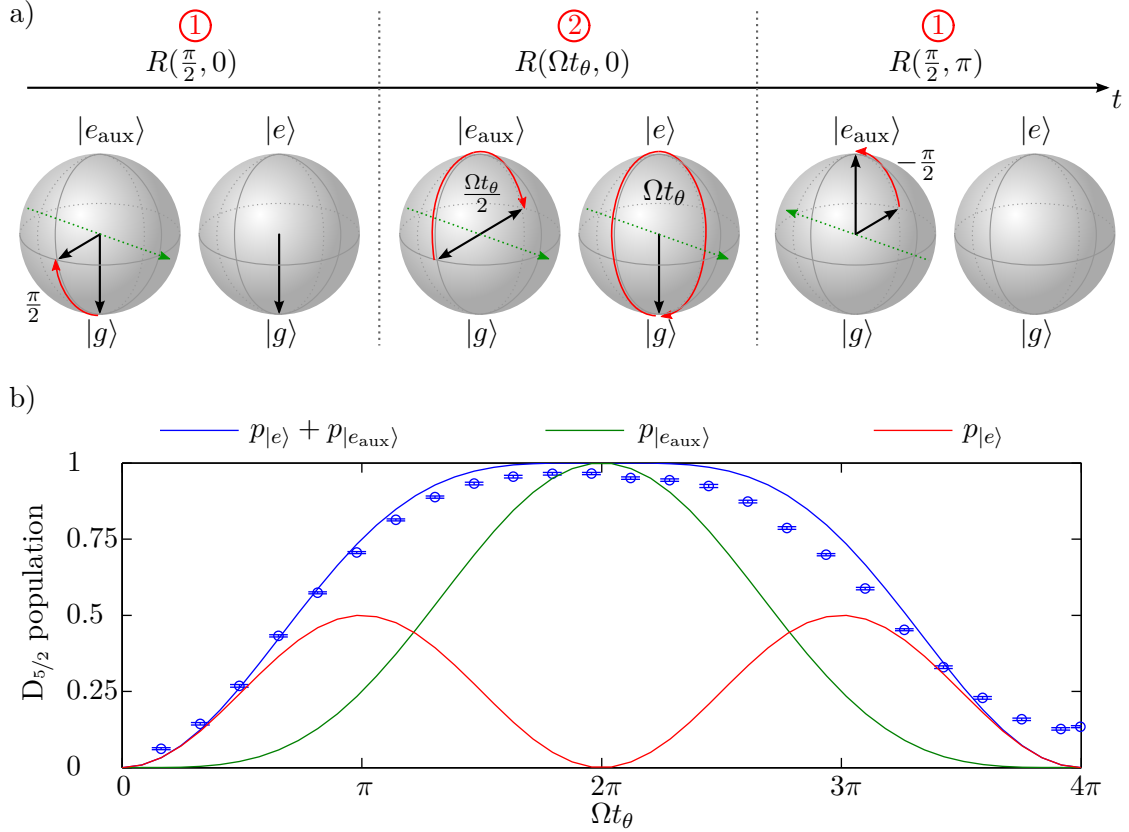 a)
1 2 1
R(π/2, 0) R(Ωt_θ, 0) R(π/2, π)
t
|e_aux⟩ |e⟩ |e_aux⟩ |e⟩ |e_aux⟩ |e⟩
Ωt_θ/2 Ωt_θ −π/2
π/2
|g⟩ |g⟩ |g⟩ |g⟩ |g⟩ |g⟩
b)
p_|e⟩ + p_|e_aux⟩ p_|e_aux⟩ p_|e⟩
D_5/2 population
1
0.75
0.5
0.25
0
0 π 2π 3π 4π
Ωt_θ